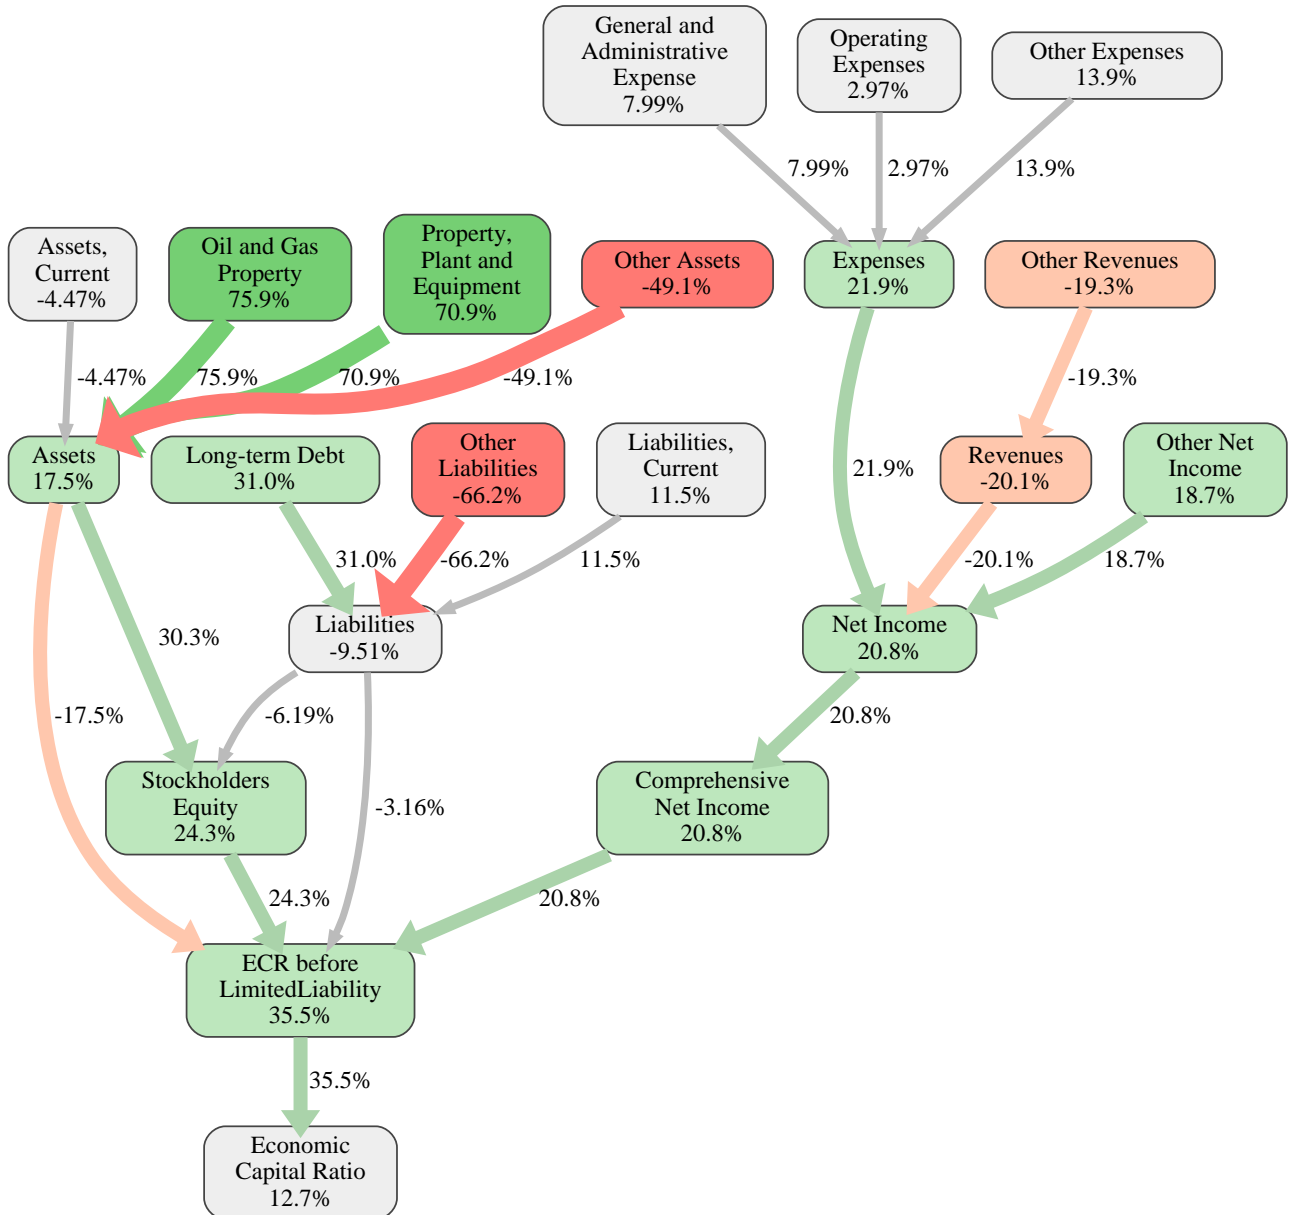 General and
Administrative
Expense
7.99%
Operating
Expenses
2.97%
Other Expenses
13.9%
7.99%
2.97%
13.9%
Assets,
Current
-4.47%
Oil and Gas
Property
75.9%
Property,
Plant and
Equipment
70.9%
Other Assets
-49.1%
Expenses
21.9%
Other Revenues
-19.3%
-4.47%
75.9%
70.9%
-49.1%
-19.3%
Assets
17.5%
Long-term Debt
31.0%
Other
Liabilities
-66.2%
Liabilities,
Current
11.5%
21.9%
Revenues
-20.1%
Other Net
Income
18.7%
31.0%
-66.2%
11.5%
-20.1%
18.7%
30.3%
Liabilities
-9.51%
Net Income
20.8%
-17.5%
-6.19%
20.8%
Stockholders
Equity
24.3%
-3.16%
Comprehensive
Net Income
20.8%
24.3%
20.8%
ECR before
LimitedLiability
35.5%
35.5%
Economic
Capital Ratio
12.7%